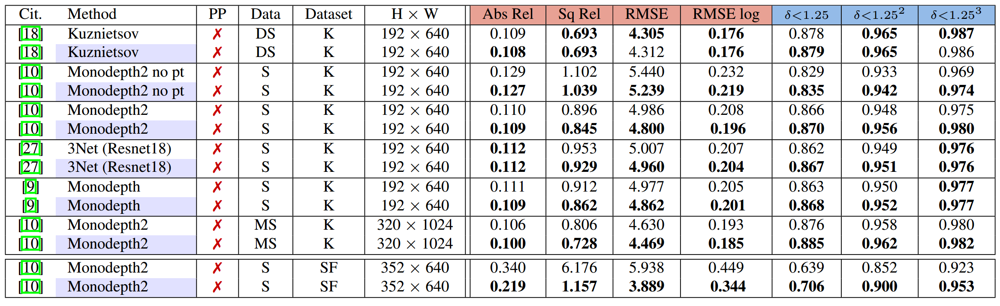 Cit. Method PP Data Dataset H × W Abs Rel Sq Rel RMSE RMSE log δ<1.25 δ<1.25² δ<1.25³
[18] Kuznietsov ✗ DS K 192 × 640 0.109 0.693 4.305 0.176 0.878 0.965 0.987
[18] Kuznietsov ✗ DS K 192 × 640 0.108 0.693 4.312 0.176 0.879 0.965 0.986
[10] Monodepth2 no pt ✗ S K 192 × 640 0.129 1.102 5.440 0.232 0.829 0.933 0.969
[10] Monodepth2 no pt ✗ S K 192 × 640 0.127 1.039 5.239 0.219 0.835 0.942 0.974
[10] Monodepth2 ✗ S K 192 × 640 0.110 0.896 4.986 0.208 0.866 0.948 0.975
[10] Monodepth2 ✗ S K 192 × 640 0.109 0.845 4.800 0.196 0.870 0.956 0.980
[27] 3Net (Resnet18) ✗ S K 192 × 640 0.112 0.953 5.007 0.207 0.862 0.949 0.976
[27] 3Net (Resnet18) ✗ S K 192 × 640 0.112 0.929 4.960 0.204 0.867 0.951 0.976
[9] Monodepth ✗ S K 192 × 640 0.111 0.912 4.977 0.205 0.863 0.950 0.977
[9] Monodepth ✗ S K 192 × 640 0.109 0.862 4.862 0.201 0.868 0.952 0.977
[10] Monodepth2 ✗ MS K 320 × 1024 0.106 0.806 4.630 0.193 0.876 0.958 0.980
[10] Monodepth2 ✗ MS K 320 × 1024 0.100 0.728 4.469 0.185 0.885 0.962 0.982
[10] Monodepth2 ✗ S SF 352 × 640 0.340 6.176 5.938 0.449 0.639 0.852 0.923
[10] Monodepth2 ✗ S SF 352 × 640 0.219 1.157 3.889 0.344 0.706 0.900 0.953